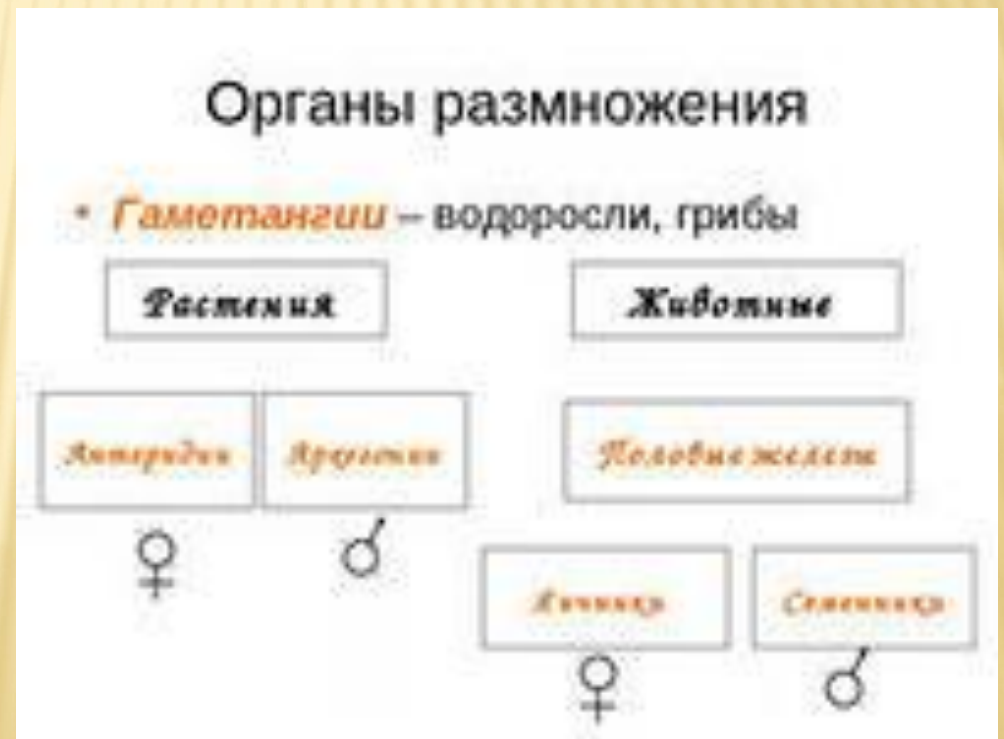 Органы размножения
• Гаметангии – водоросли, грибы
Растения
Животные
Антеридии
Архегонии
Половые железы
♀
♂
Яичники
Семенники
♀
♂